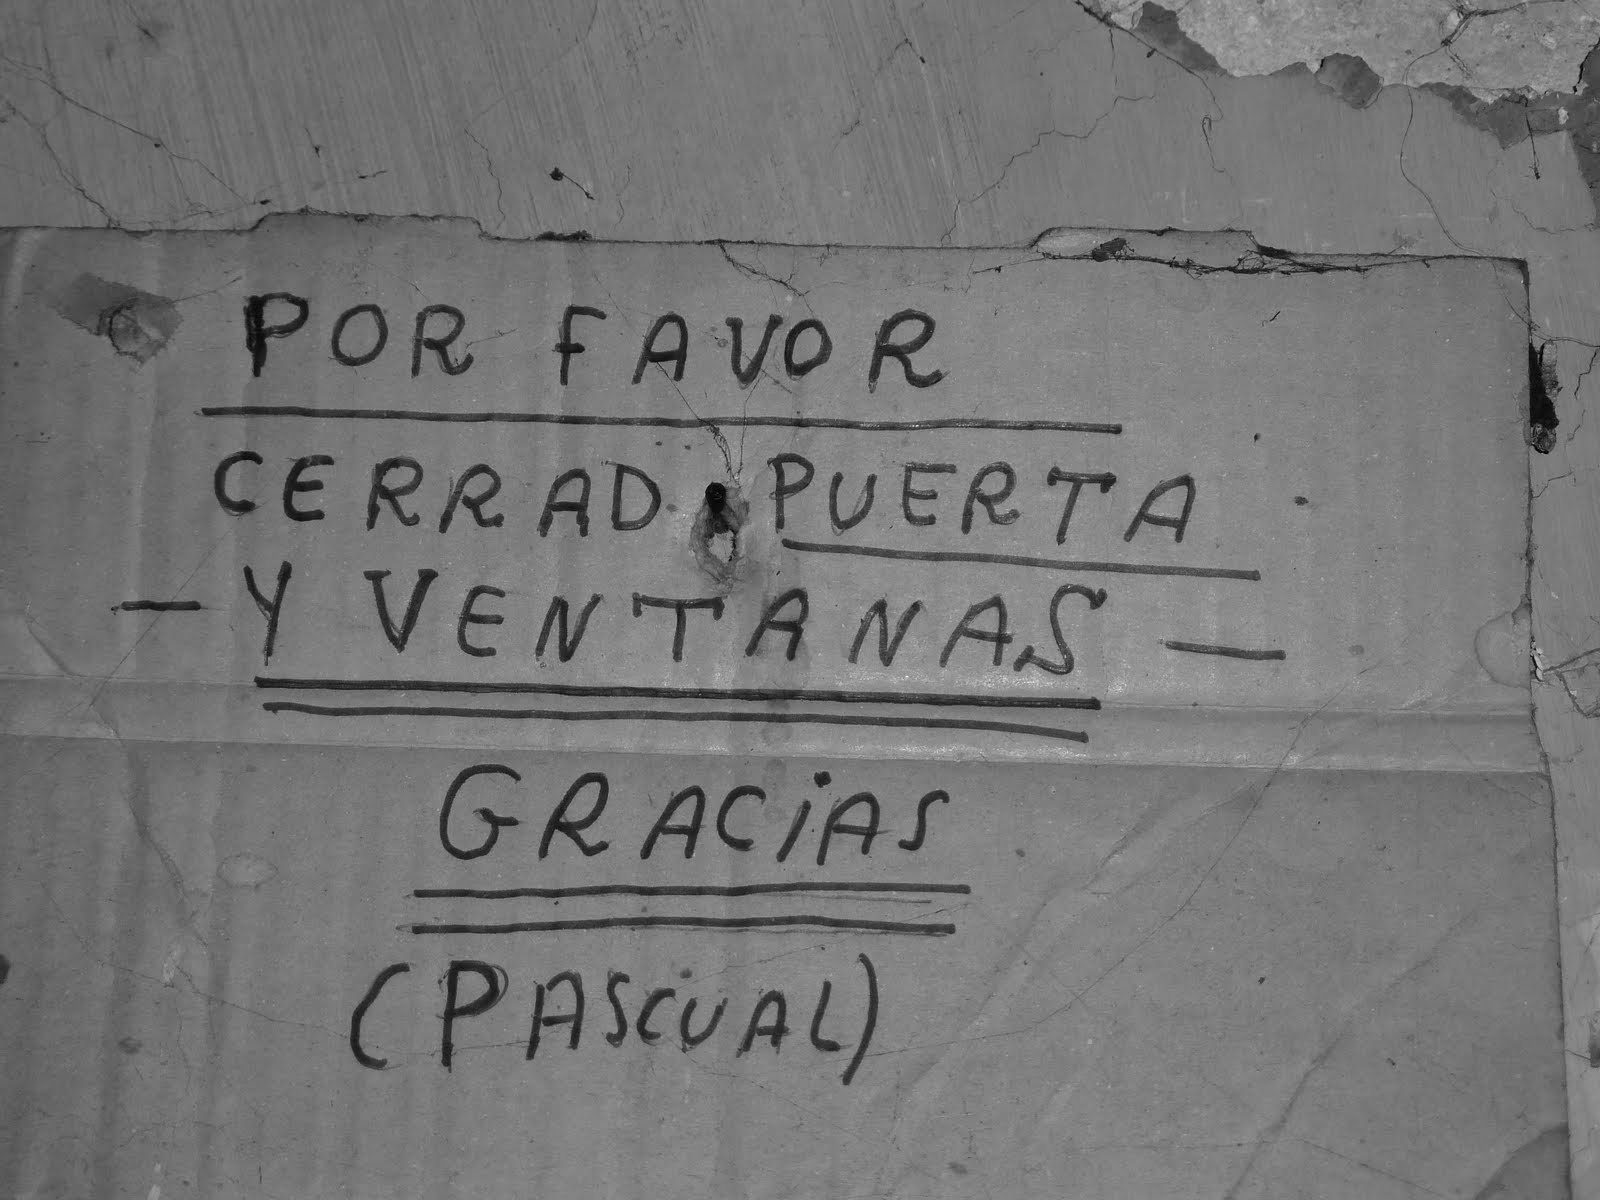 POR FAVOR
CERRAD PUERTA
- Y VENTANAS -
GRACiAS
(PASCUAL)